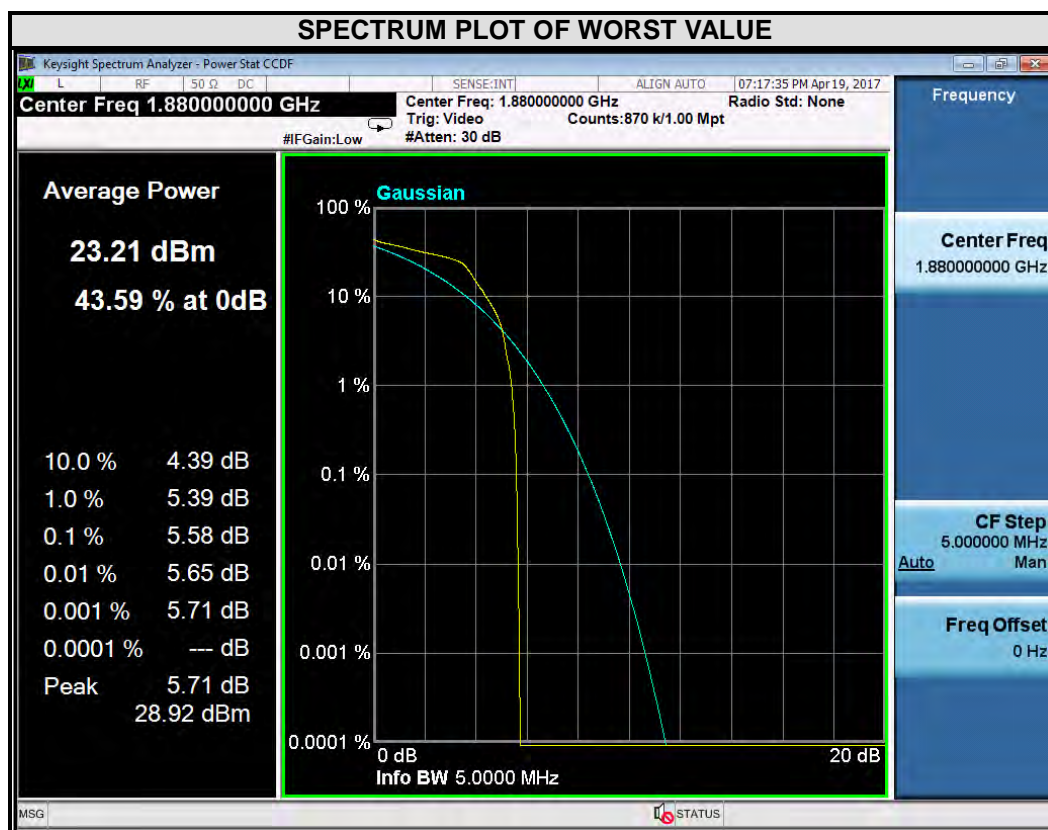 SPECTRUM PLOT OF WORST VALUE
Keysight Spectrum Analyzer - Power Stat CCDF
LXI L RF 50 Ω DC SENSE:INT ALIGN AUTO 07:17:35 PM Apr 19, 2017
Center Freq 1.880000000 GHz
Center Freq: 1.880000000 GHz Radio Std: None
Trig: Video Counts:870 k/1.00 Mpt
#IFGain:Low #Atten: 30 dB
Frequency
Center Freq
1.880000000 GHz
CF Step
5.000000 MHz
Auto Man
Freq Offset
0 Hz
Average Power
23.21 dBm
43.59 % at 0dB
10.0 % 4.39 dB
1.0 % 5.39 dB
0.1 % 5.58 dB
0.01 % 5.65 dB
0.001 % 5.71 dB
0.0001 % --- dB
Peak 5.71 dB
28.92 dBm
Gaussian
100 %
10 %
1 %
0.1 %
0.01 %
0.001 %
0.0001 %
0 dB 20 dB
Info BW 5.0000 MHz
MSG STATUS